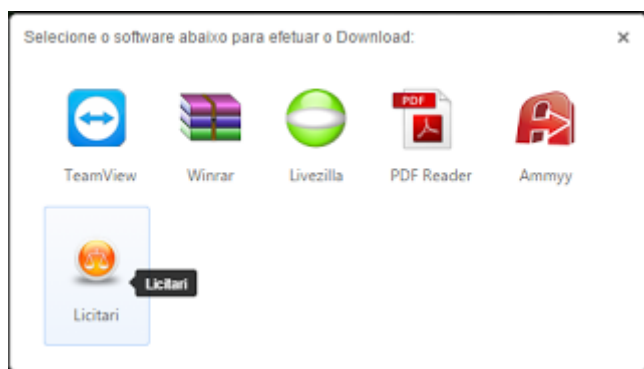 Selecione o software abaixo para efetuar o Download:
TeamView
Winrar
Livezilla
PDF Reader
Ammyy
PDF
Licitari
Licitari